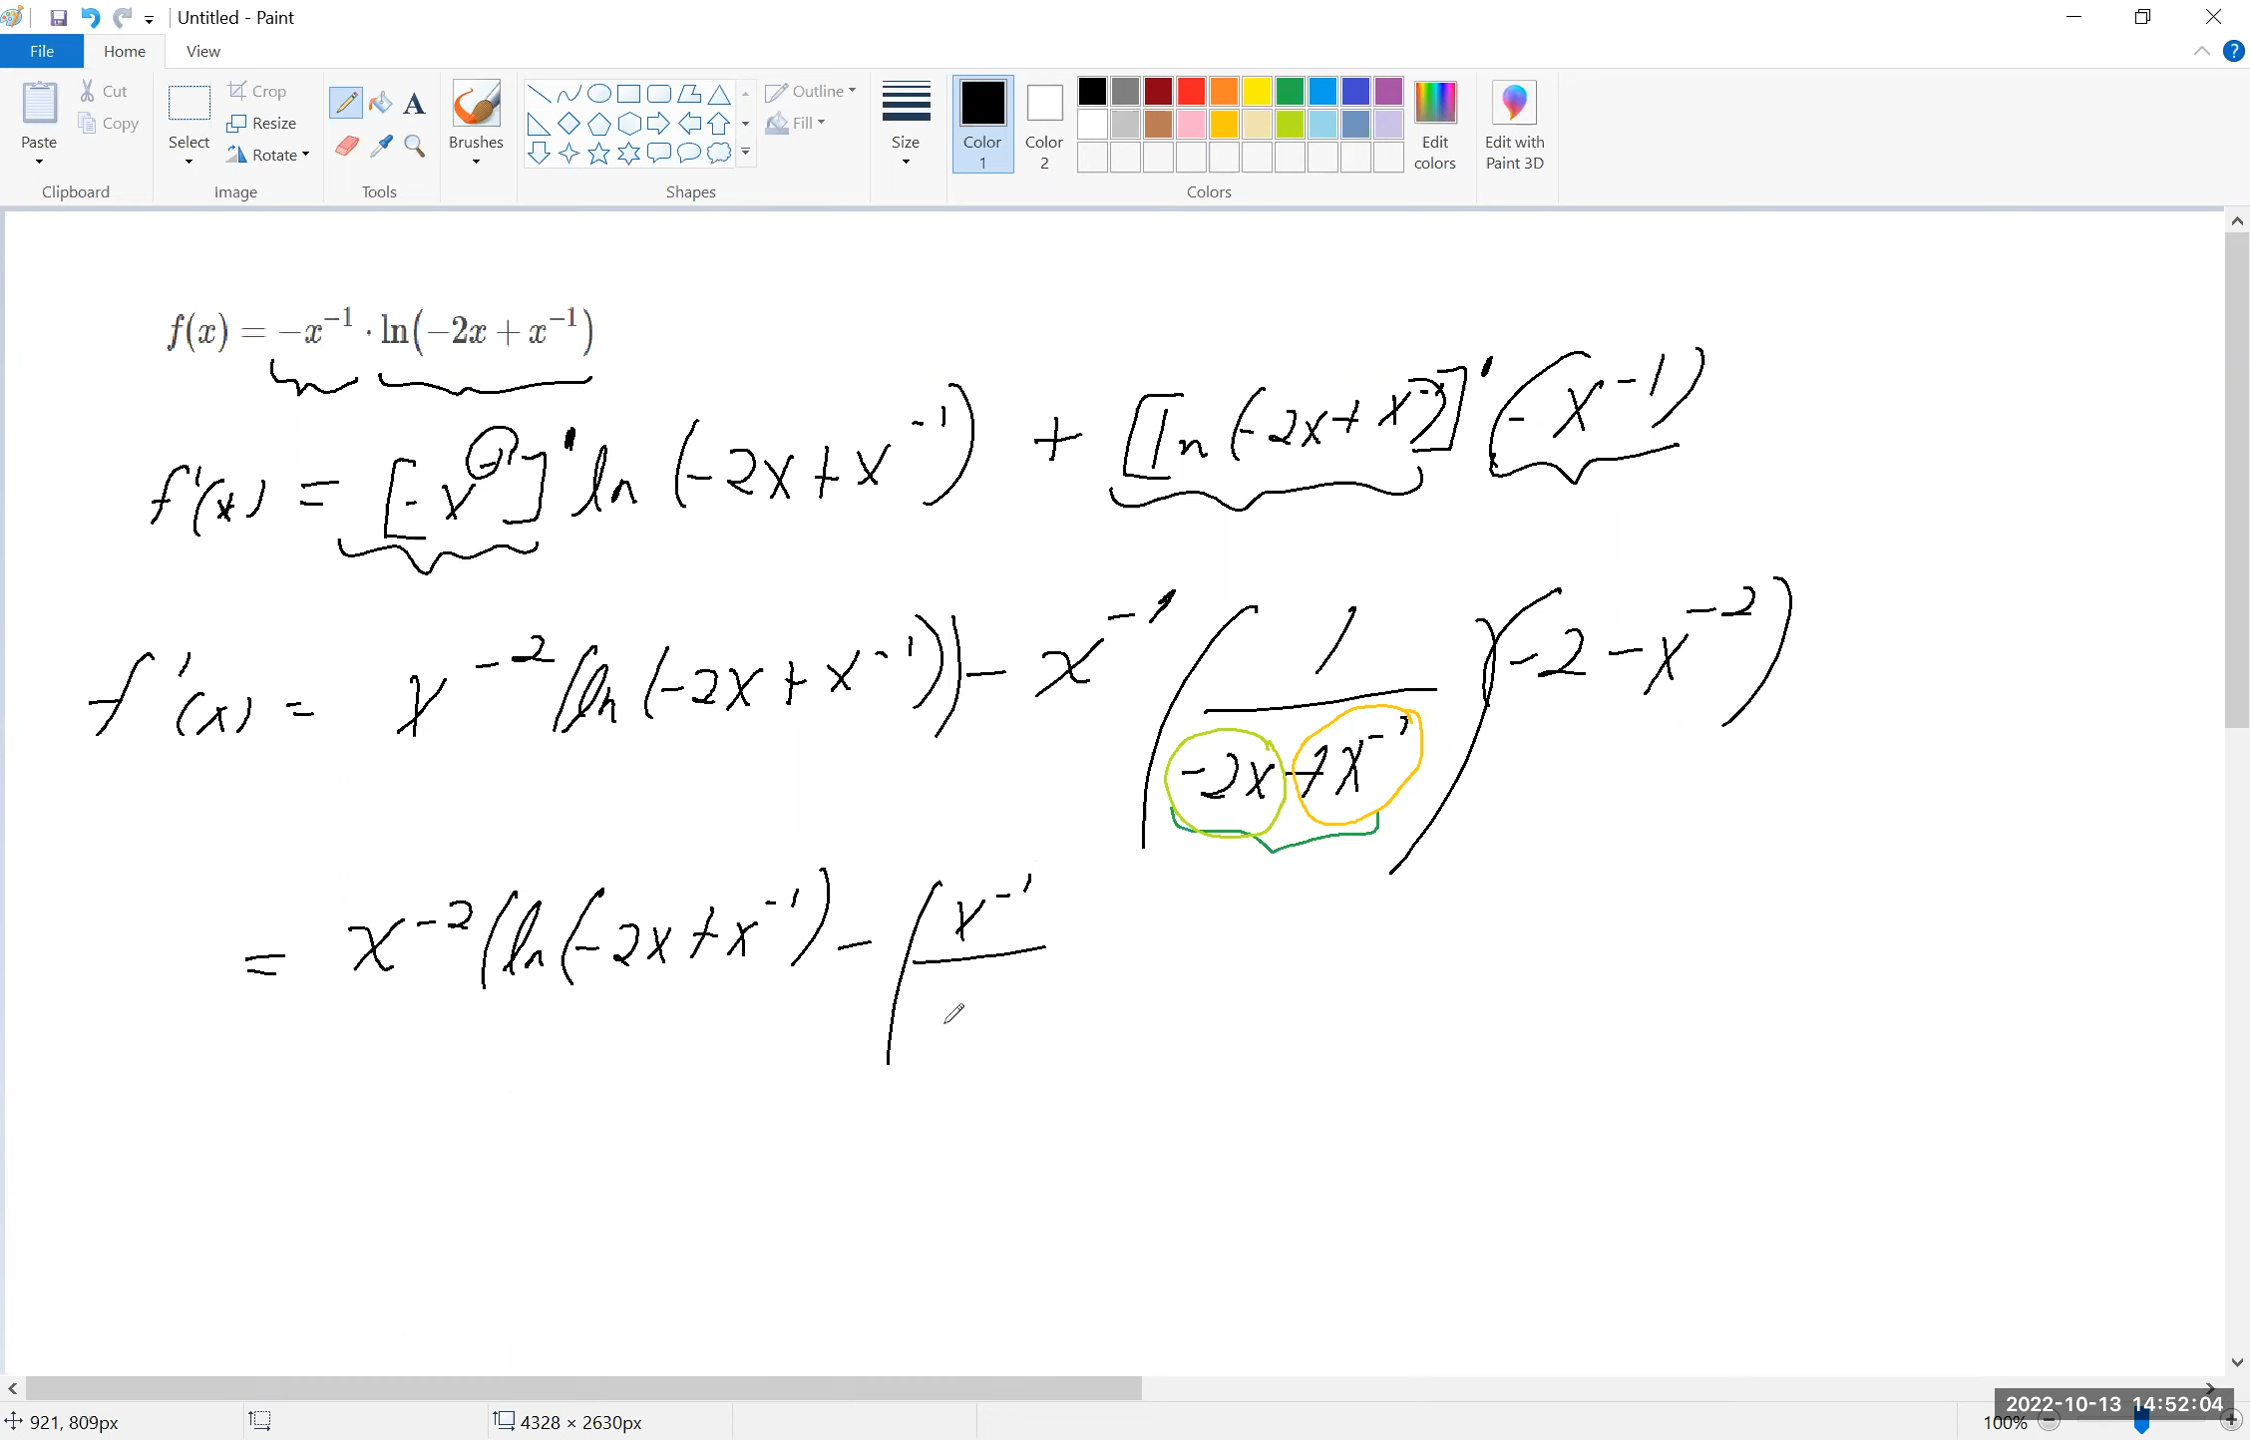 Untitled - Paint
File Home View
Paste Cut Copy Select Crop Resize Rotate Brushes Outline Fill Size Color 1 Color 2 Edit colors Edit with Paint 3D
Clipboard Image Tools Shapes Colors
f(x) = −x⁻¹ · ln(−2x + x⁻¹)
f'(x) = [-x⁻¹]' ln (-2x + x⁻¹) + [ln(-2x + x⁻¹)]' (-x⁻¹)
f'(x) = x⁻² (ln (-2x + x⁻¹)) - x⁻¹ (1 / (-2x + x⁻¹)) (-2 - x⁻²)
= x⁻² (ln(-2x + x⁻¹) - (x⁻¹ /
2022-10-13 14:52:04
921, 809px 4328 × 2630px 100%